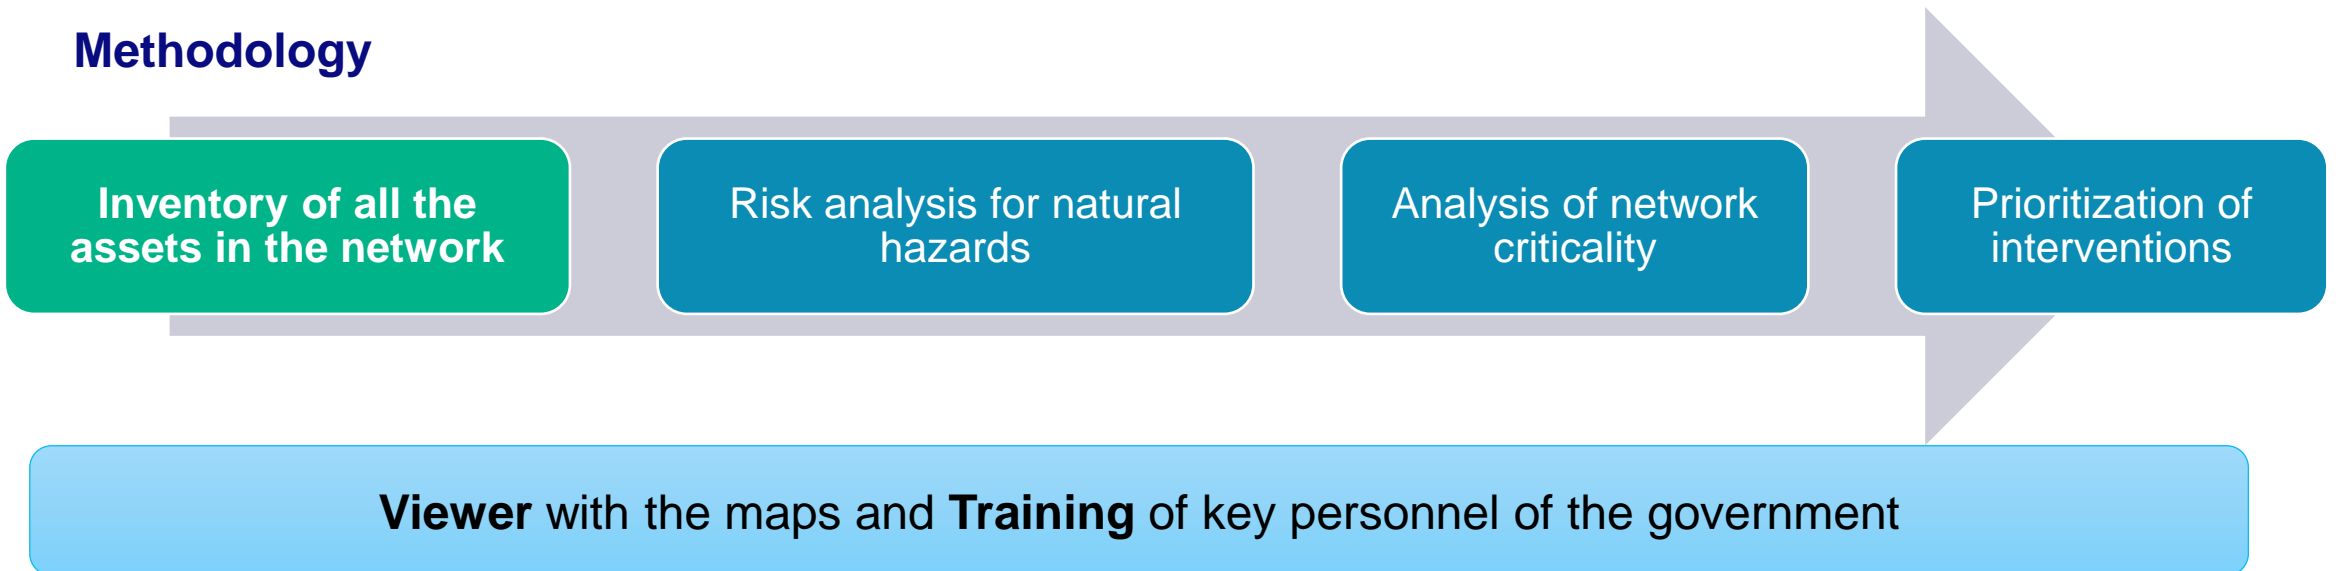 Methodology
Inventory of all the
assets in the network
Risk analysis for natural
hazards
Analysis of network
criticality
Prioritization of
interventions
Viewer with the maps and Training of key personnel of the government